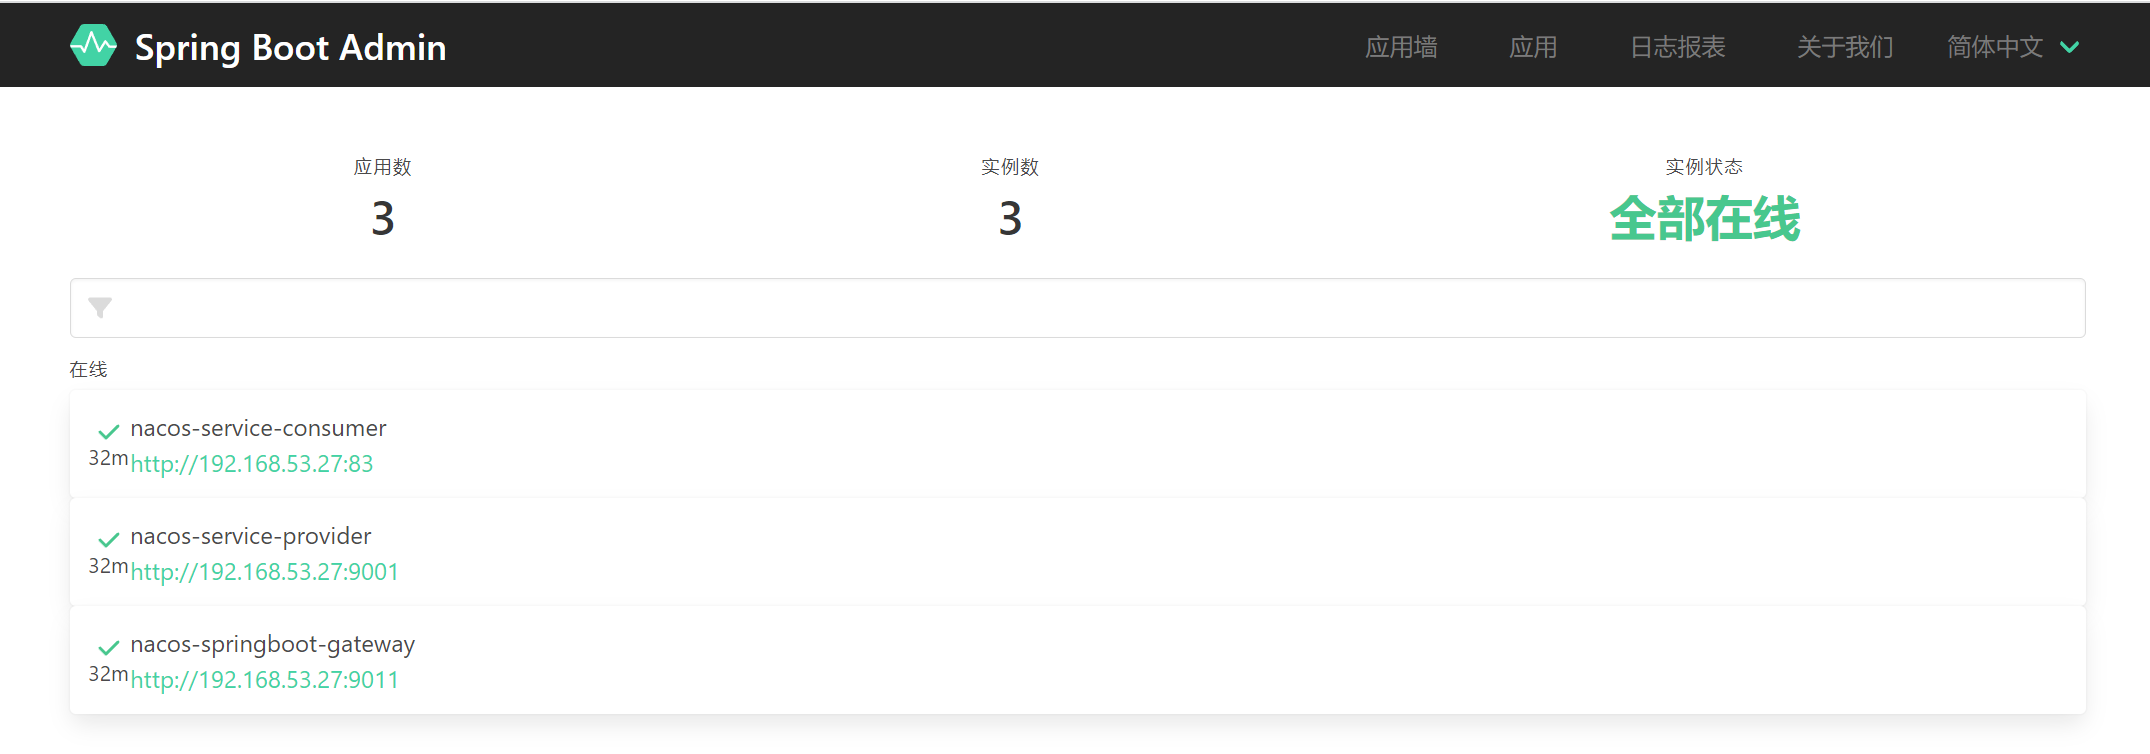 Spring Boot Admin 应用墙 应用 日志报表 关于我们 简体中文
应用数 实例数 实例状态
3 3 全部在线
在线
nacos-service-consumer
32m http://192.168.53.27:83
nacos-service-provider
32m http://192.168.53.27:9001
nacos-springboot-gateway
32m http://192.168.53.27:9011